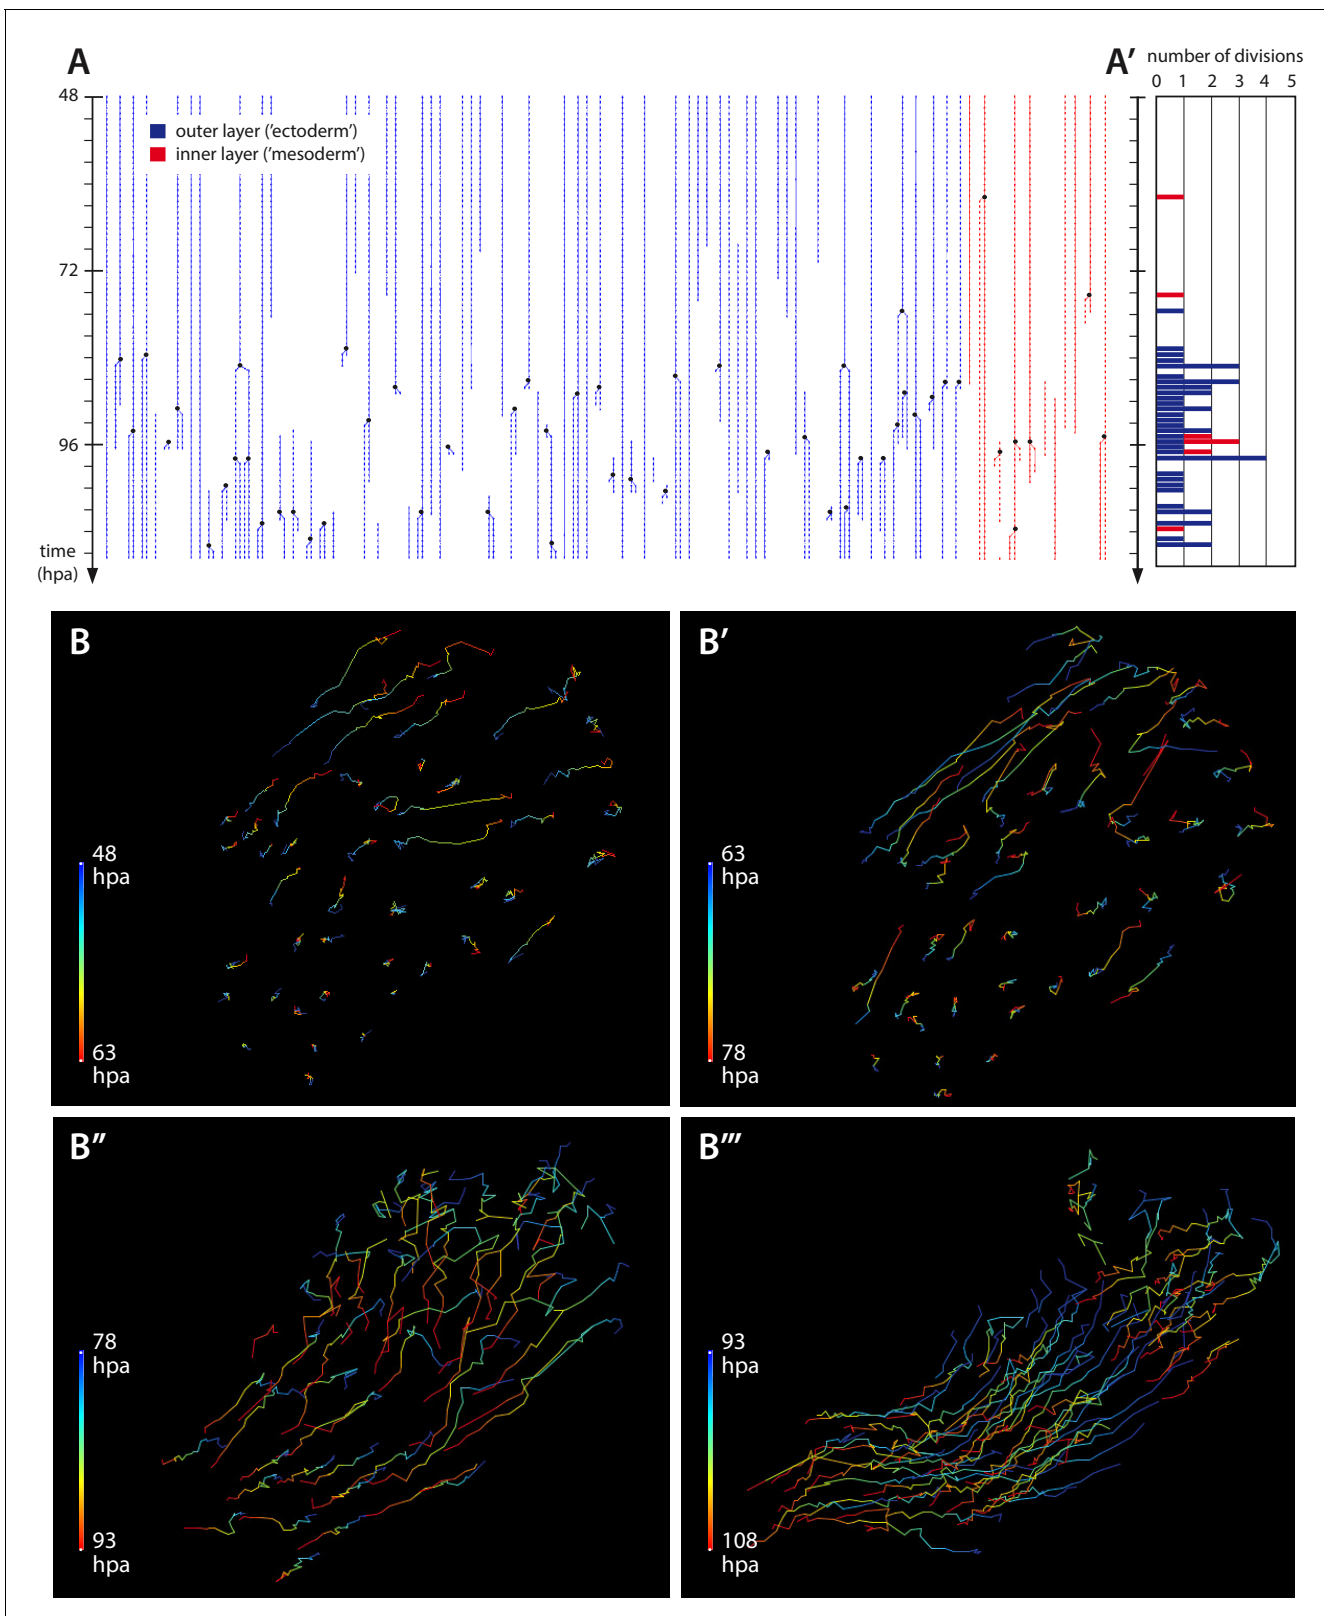 A
A′
number of divisions
0 1 2 3 4 5
48
outer layer (‘ectoderm’)
inner layer (‘mesoderm’)
72
96
time
(hpa)
B
48
hpa
63
hpa
B′
63
hpa
78
hpa
B′′
78
hpa
93
hpa
B′′′
93
hpa
108
hpa